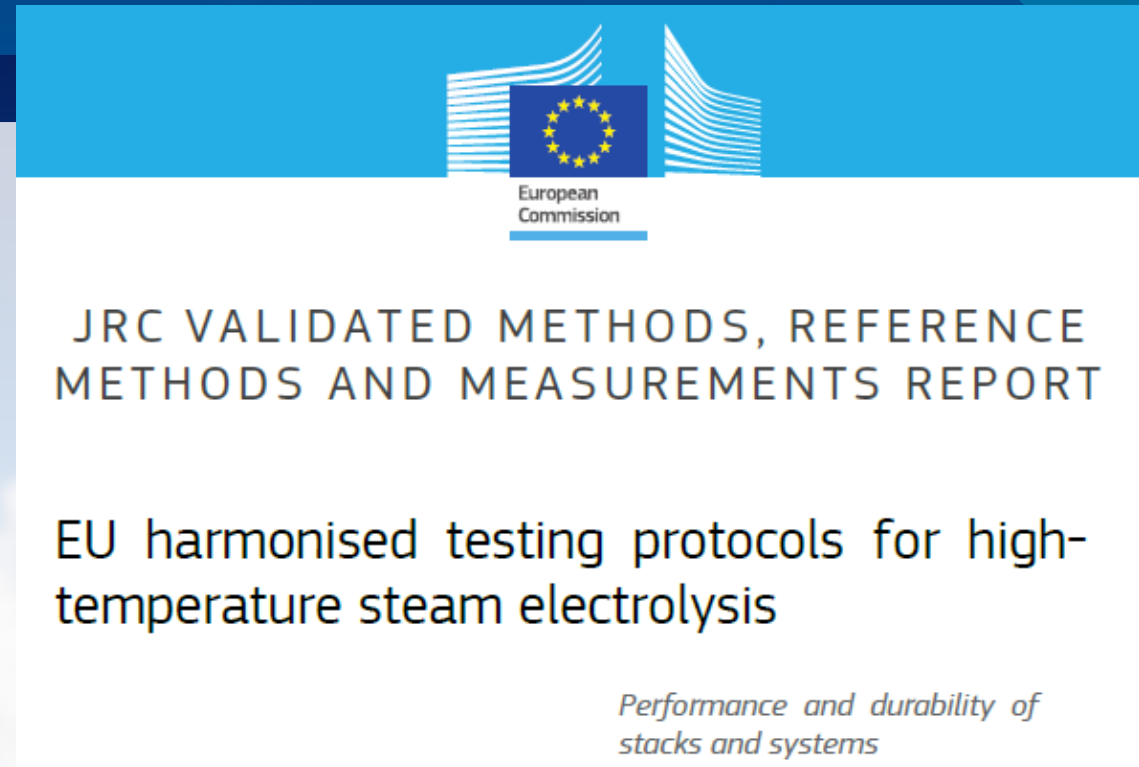 European
Commission
JRC VALIDATED METHODS, REFERENCE
METHODS AND MEASUREMENTS REPORT
EU harmonised testing protocols for high-
temperature steam electrolysis
Performance and durability of
stacks and systems